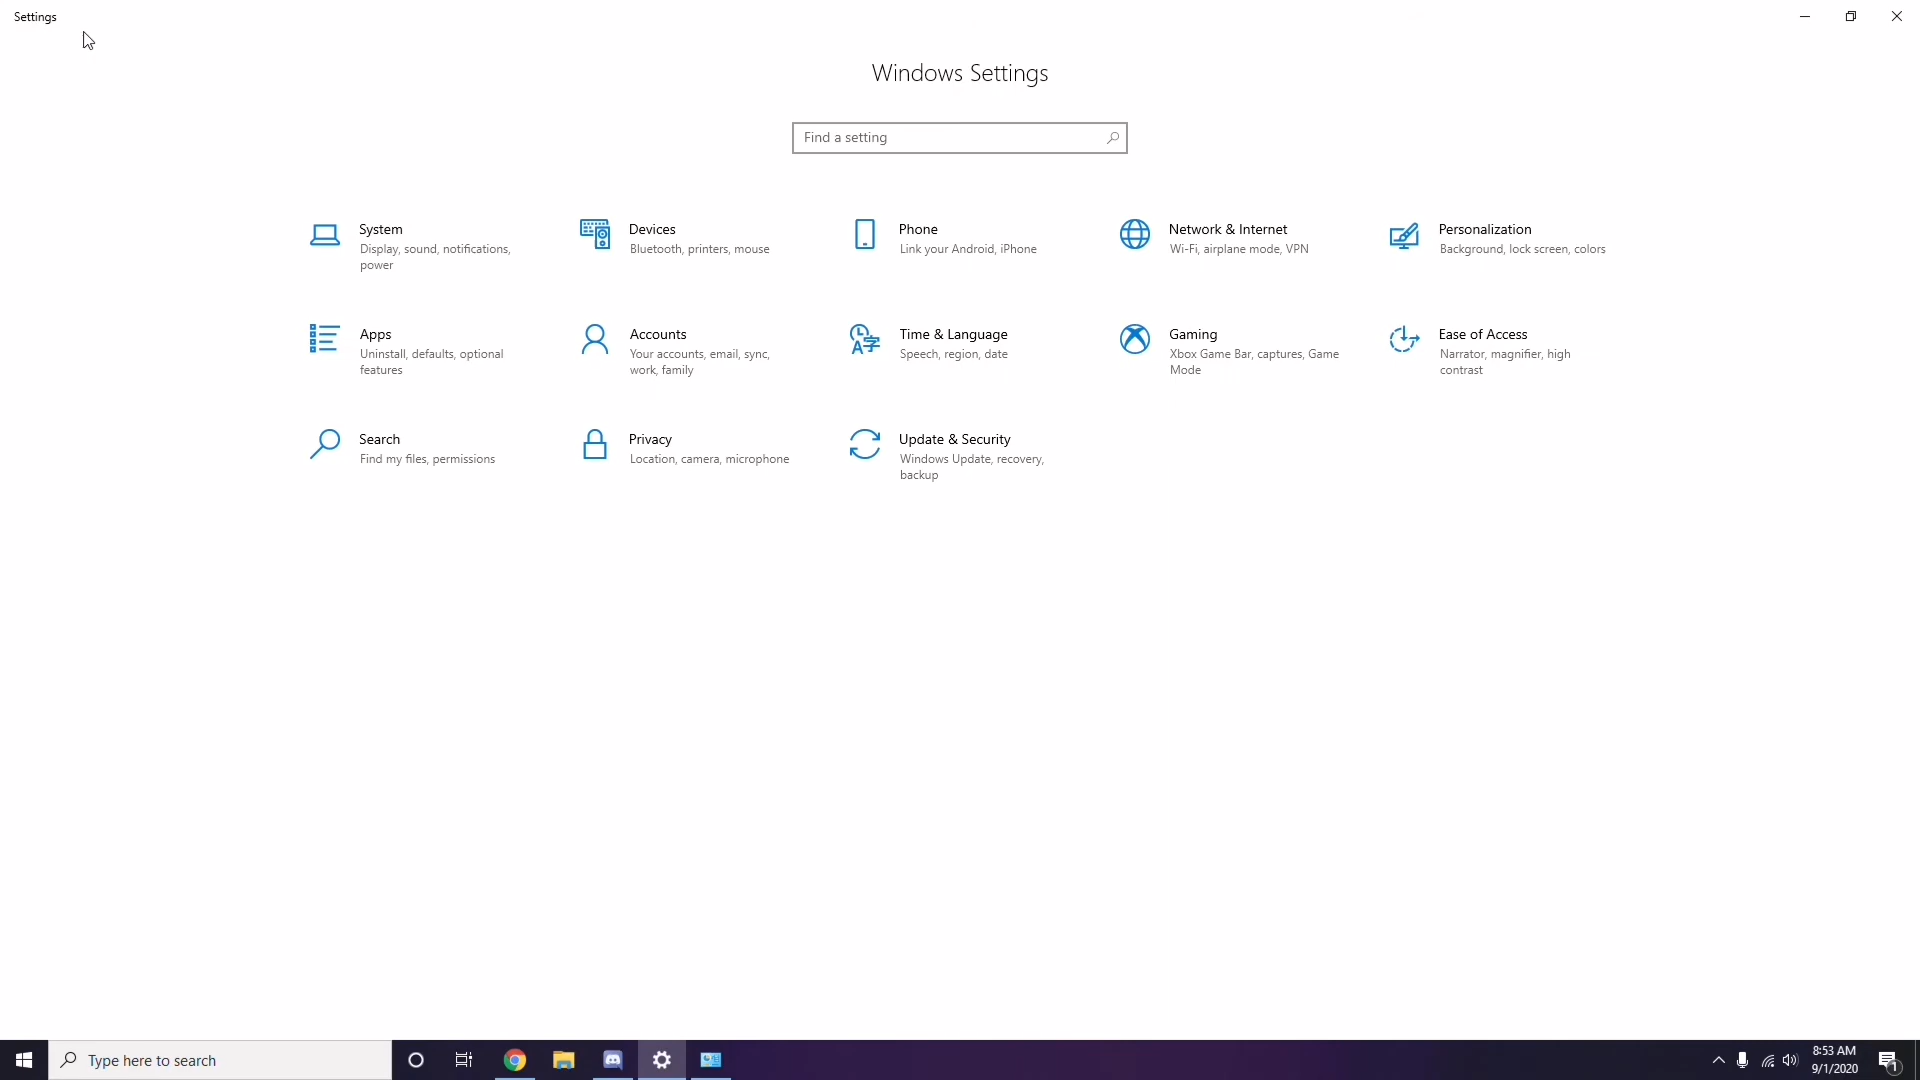 Settings
Windows Settings
Find a setting
System
Display, sound, notifications,
power
Devices
Bluetooth, printers, mouse
Phone
Link your Android, iPhone
Network & Internet
Wi-Fi, airplane mode, VPN
Personalization
Background, lock screen, colors
Apps
Uninstall, defaults, optional
features
Accounts
Your accounts, email, sync,
work, family
Time & Language
Speech, region, date
Gaming
Xbox Game Bar, captures, Game
Mode
Ease of Access
Narrator, magnifier, high
contrast
Search
Find my files, permissions
Privacy
Location, camera, microphone
Update & Security
Windows Update, recovery,
backup
Type here to search
8:53 AM
9/1/2020
1